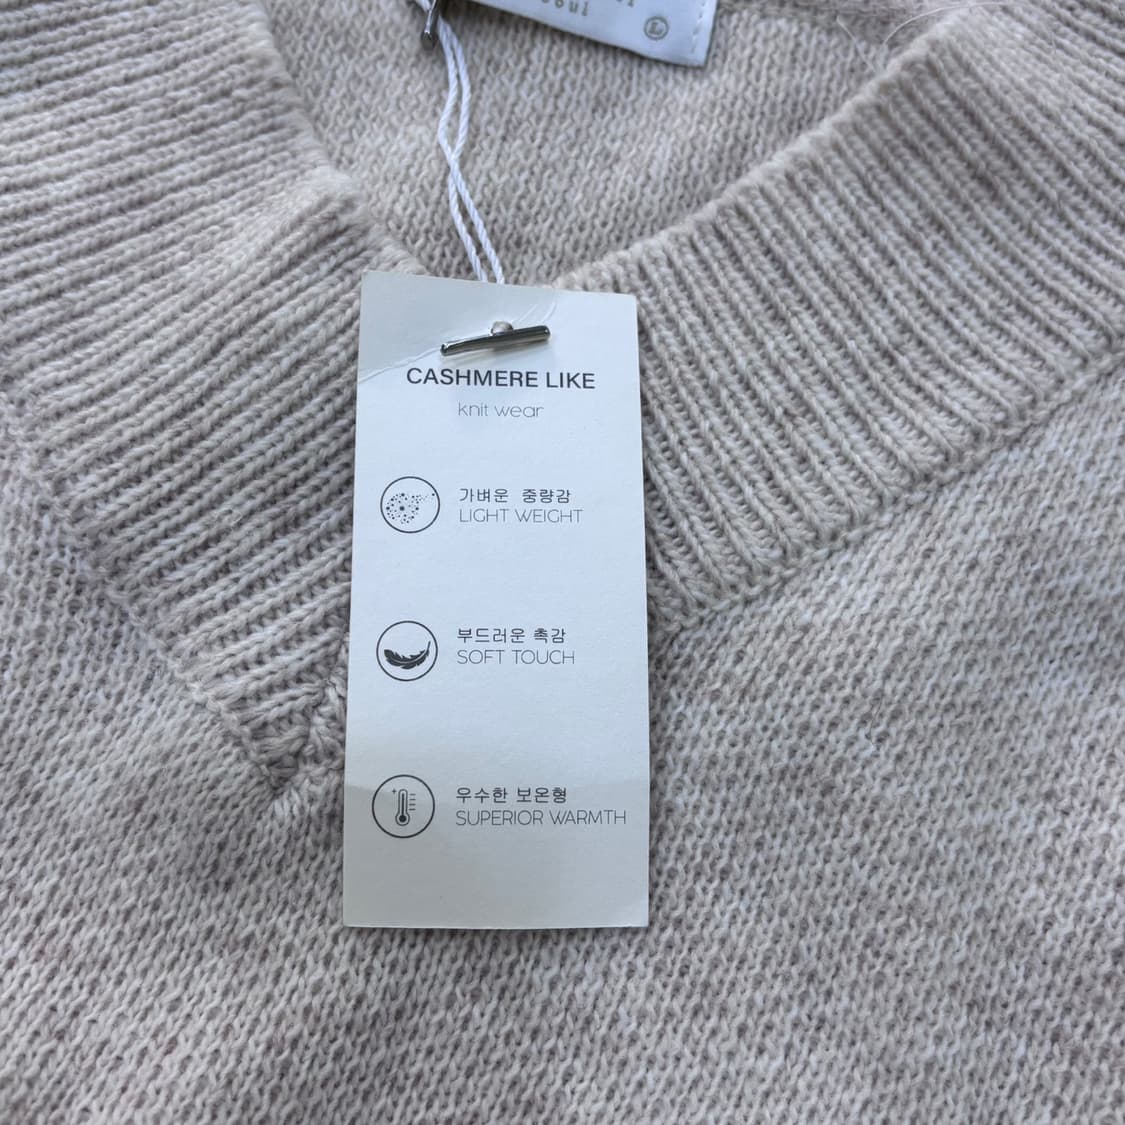 L
CASHMERE LIKE
knit wear
가벼운 중량감
LIGHT WEIGHT
부드러운 촉감
SOFT TOUCH
우수한 보온형
SUPERIOR WARMTH